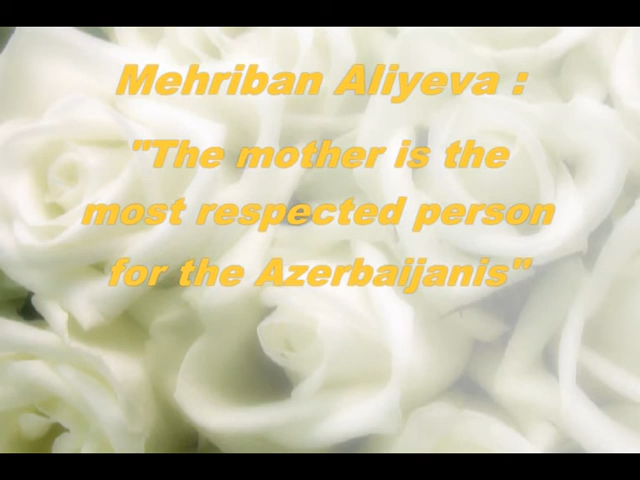 Mehriban Aliyeva :
"The mother is the
most respected person
for the Azerbaijanis"